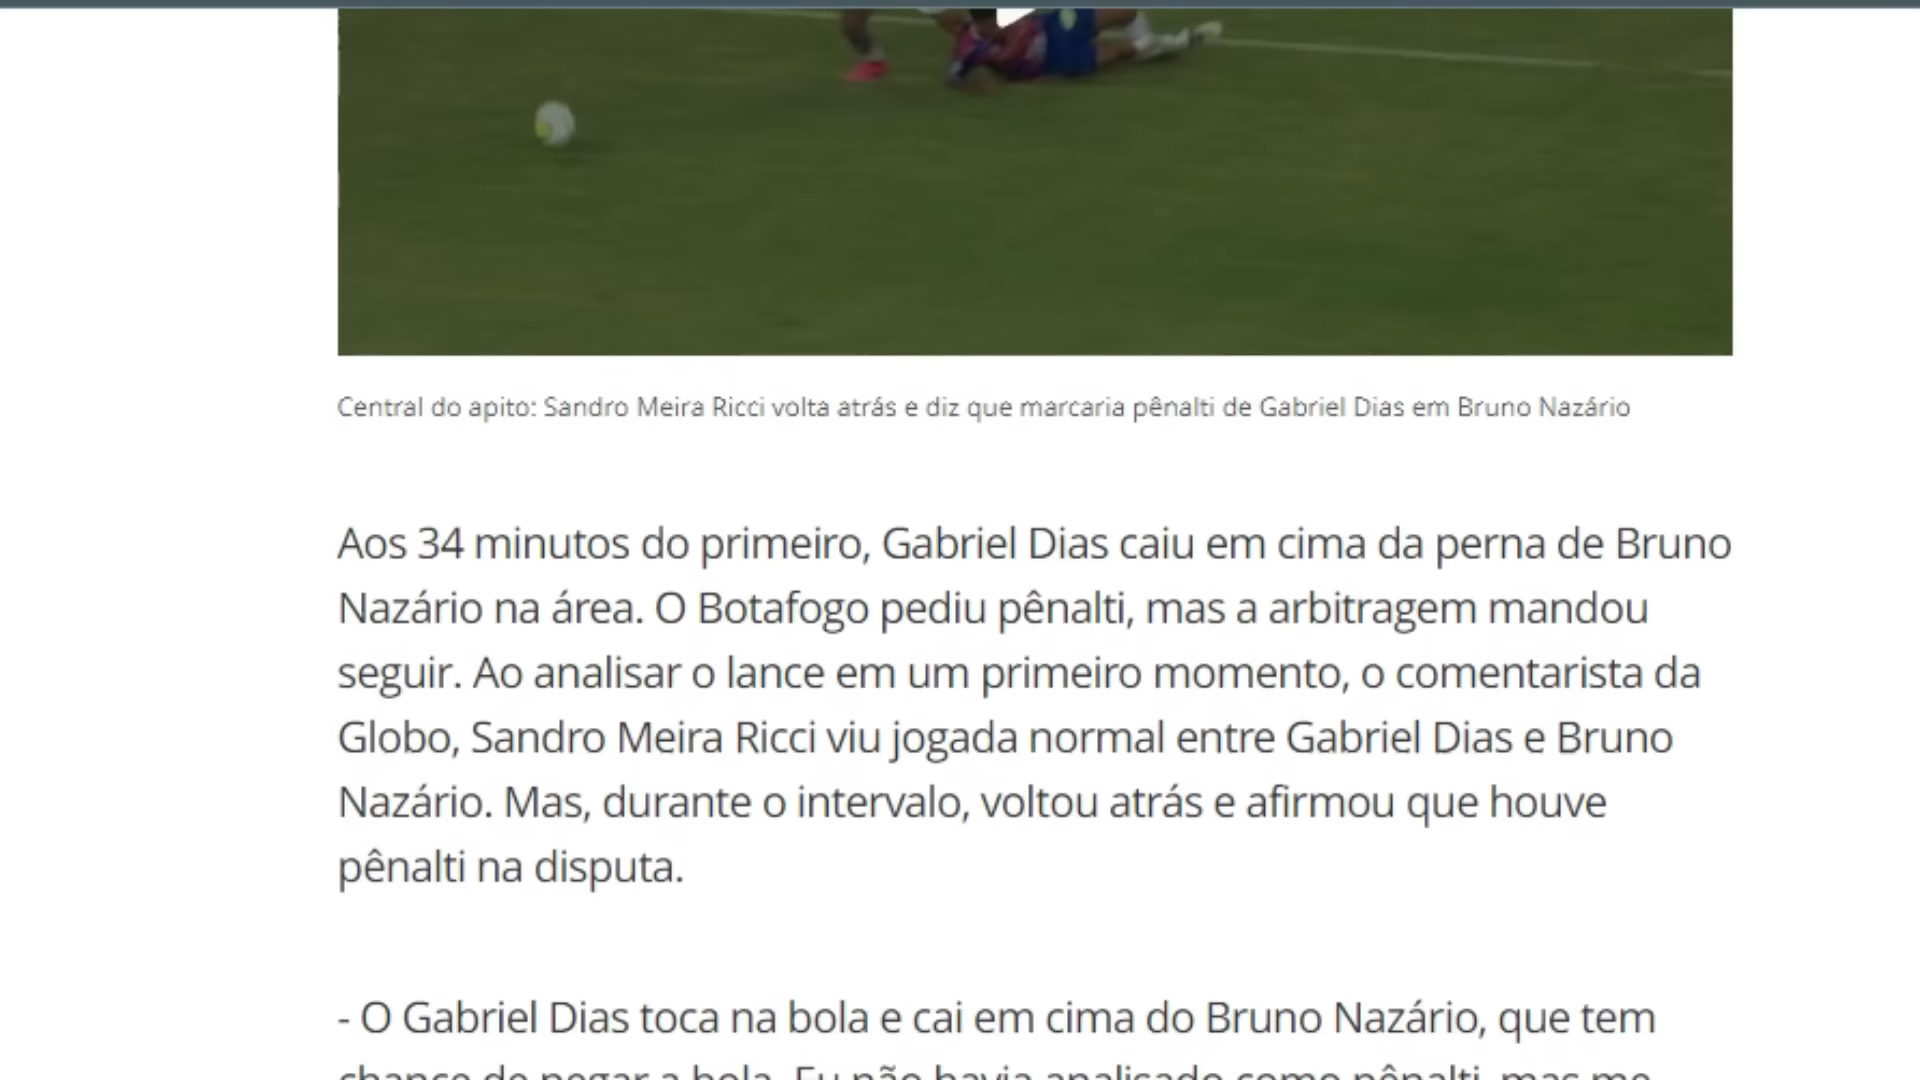 Central do apito: Sandro Meira Ricci volta atrás e diz que marcaria pênalti de Gabriel Dias em Bruno Nazário
Aos 34 minutos do primeiro, Gabriel Dias caiu em cima da perna de Bruno
Nazário na área. O Botafogo pediu pênalti, mas a arbitragem mandou
seguir. Ao analisar o lance em um primeiro momento, o comentarista da
Globo, Sandro Meira Ricci viu jogada normal entre Gabriel Dias e Bruno
Nazário. Mas, durante o intervalo, voltou atrás e afirmou que houve
pênalti na disputa.
- O Gabriel Dias toca na bola e cai em cima do Bruno Nazário, que tem
chance de pegar a bola. Eu não havia analisado como pênalti, mas me